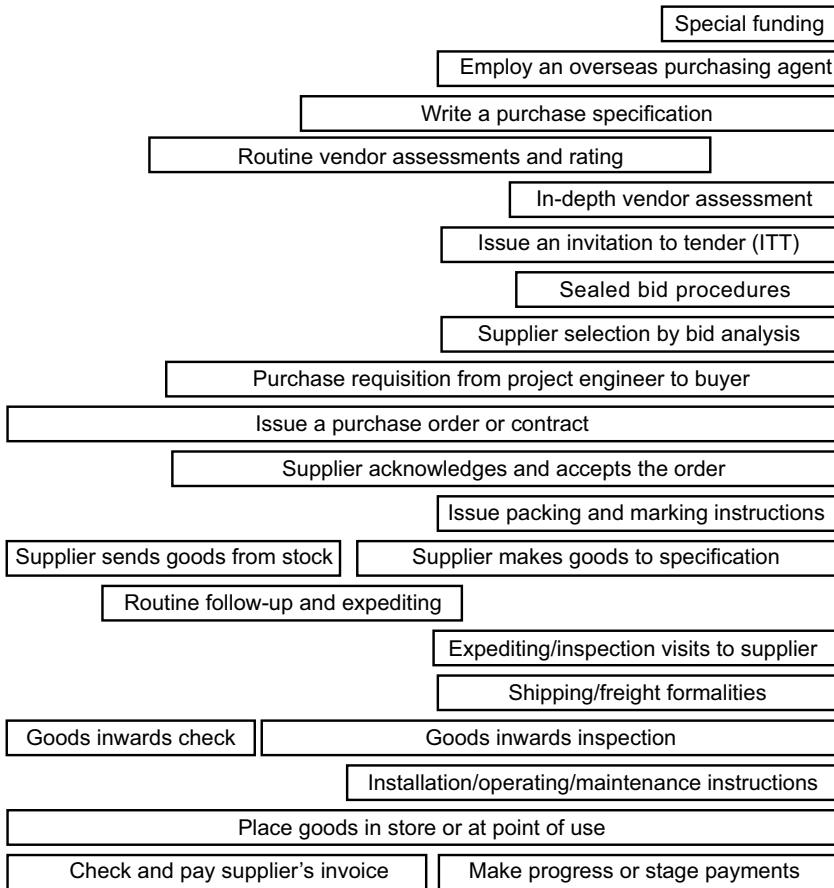 Special funding
Employ an overseas purchasing agent
Write a purchase specification
Routine vendor assessments and rating
In-depth vendor assessment
Issue an invitation to tender (ITT)
Sealed bid procedures
Supplier selection by bid analysis
Purchase requisition from project engineer to buyer
Issue a purchase order or contract
Supplier acknowledges and accepts the order
Issue packing and marking instructions
Supplier sends goods from stock
Supplier makes goods to specification
Routine follow-up and expediting
Expediting/inspection visits to supplier
Shipping/freight formalities
Goods inwards check
Goods inwards inspection
Installation/operating/maintenance instructions
Place goods in store or at point of use
Check and pay supplier’s invoice
Make progress or stage payments